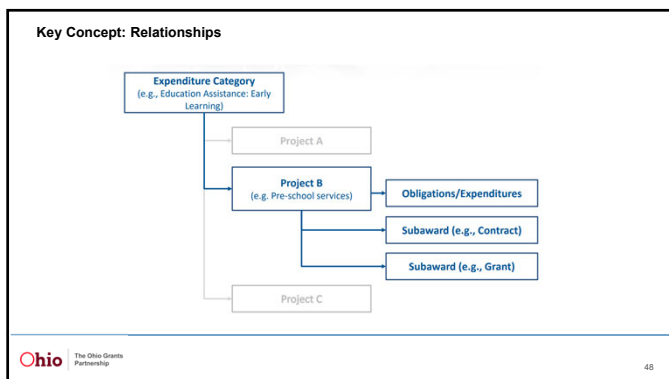 Key Concept: Relationships
Expenditure Category
(e.g., Education Assistance: Early
Learning)
Project A
Project B
(e.g. Pre-school services)
Obligations/Expenditures
Subaward (e.g., Contract)
Subaward (e.g., Grant)
Project C
Ohio
The Ohio Grants
Partnership
48